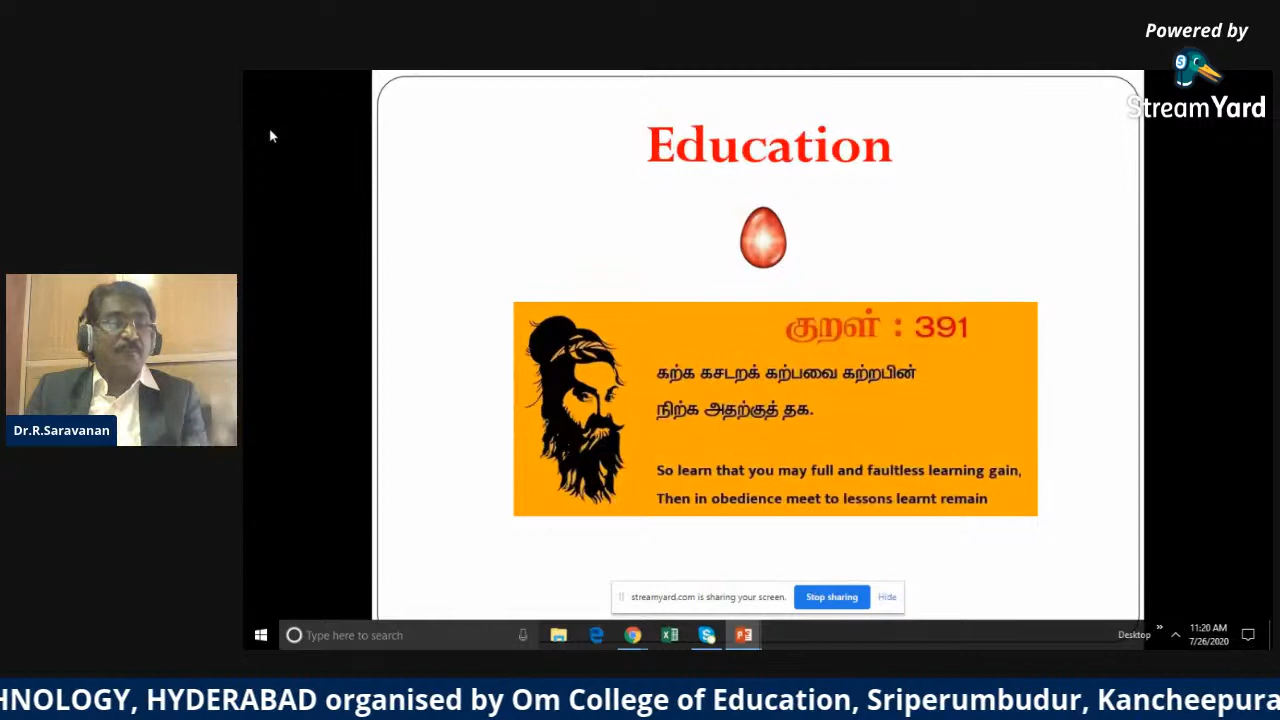 Powered by
StreamYard
Education
குறள் : 391
கற்க கசடறக் கற்பவை கற்றபின்
நிற்க அதற்குத் தக.
So learn that you may full and faultless learning gain,
Then in obedience meet to lessons learnt remain
Dr.R.Saravanan
streamyard.com is sharing your screen. Stop sharing Hide
Type here to search
Desktop
11:20 AM
7/26/2020
HNOLOGY, HYDERABAD organised by Om College of Education, Sriperumbudur, Kancheepura